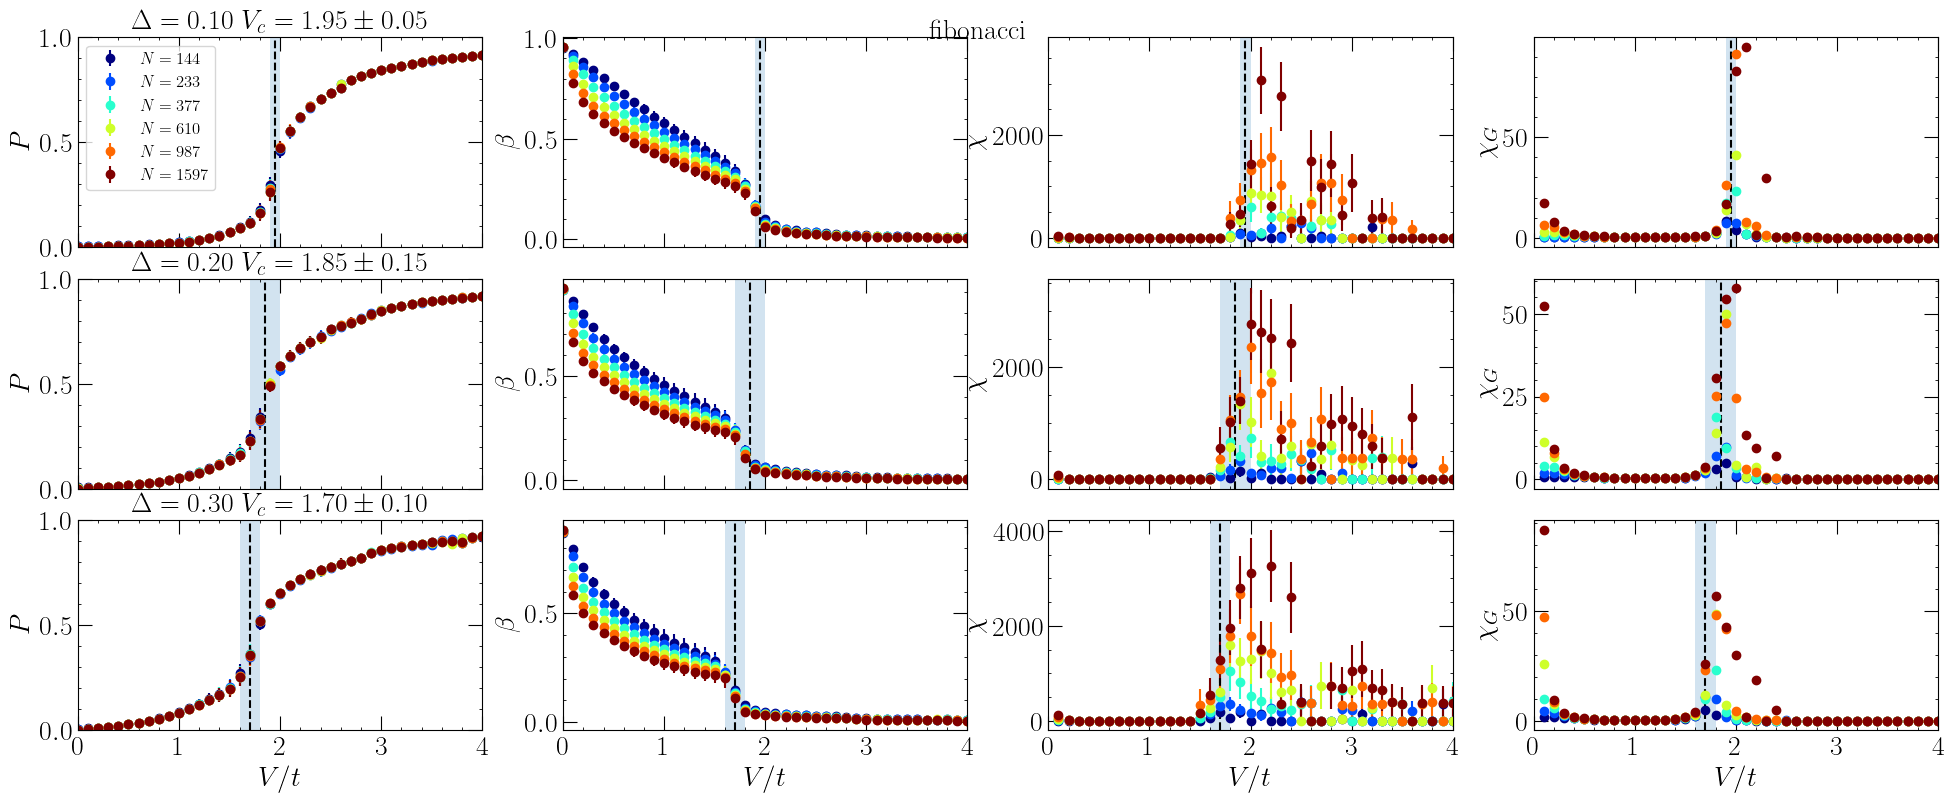 fibonacci
Δ = 0.10 V_c = 1.95 ± 0.05
1.0
0.5
0.0
P
N = 144
N = 233
N = 377
N = 610
N = 987
N = 1597
1.0
0.5
0.0
β
2000
0
χ
50
0
χ_G
Δ = 0.20 V_c = 1.85 ± 0.15
1.0
0.5
0.0
P
0.5
0.0
β
2000
0
χ
50
25
0
χ_G
Δ = 0.30 V_c = 1.70 ± 0.10
1.0
0.5
0.0
P
0.5
0.0
β
4000
2000
0
χ
50
0
χ_G
0 1 2 3 4
V/t
0 1 2 3 4
V/t
0 1 2 3 4
V/t
0 1 2 3 4
V/t